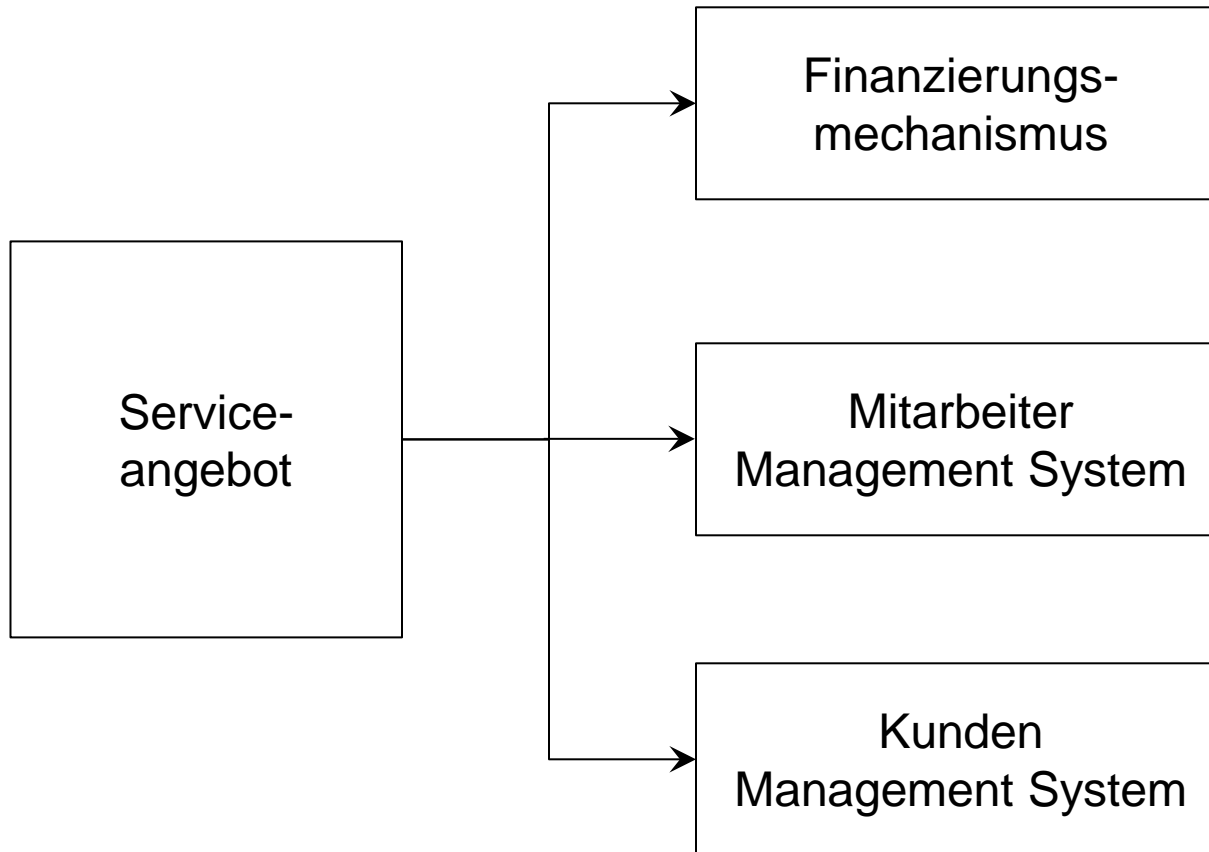 Finanzierungs-
mechanismus
Service-
angebot
Mitarbeiter
Management System
Kunden
Management System